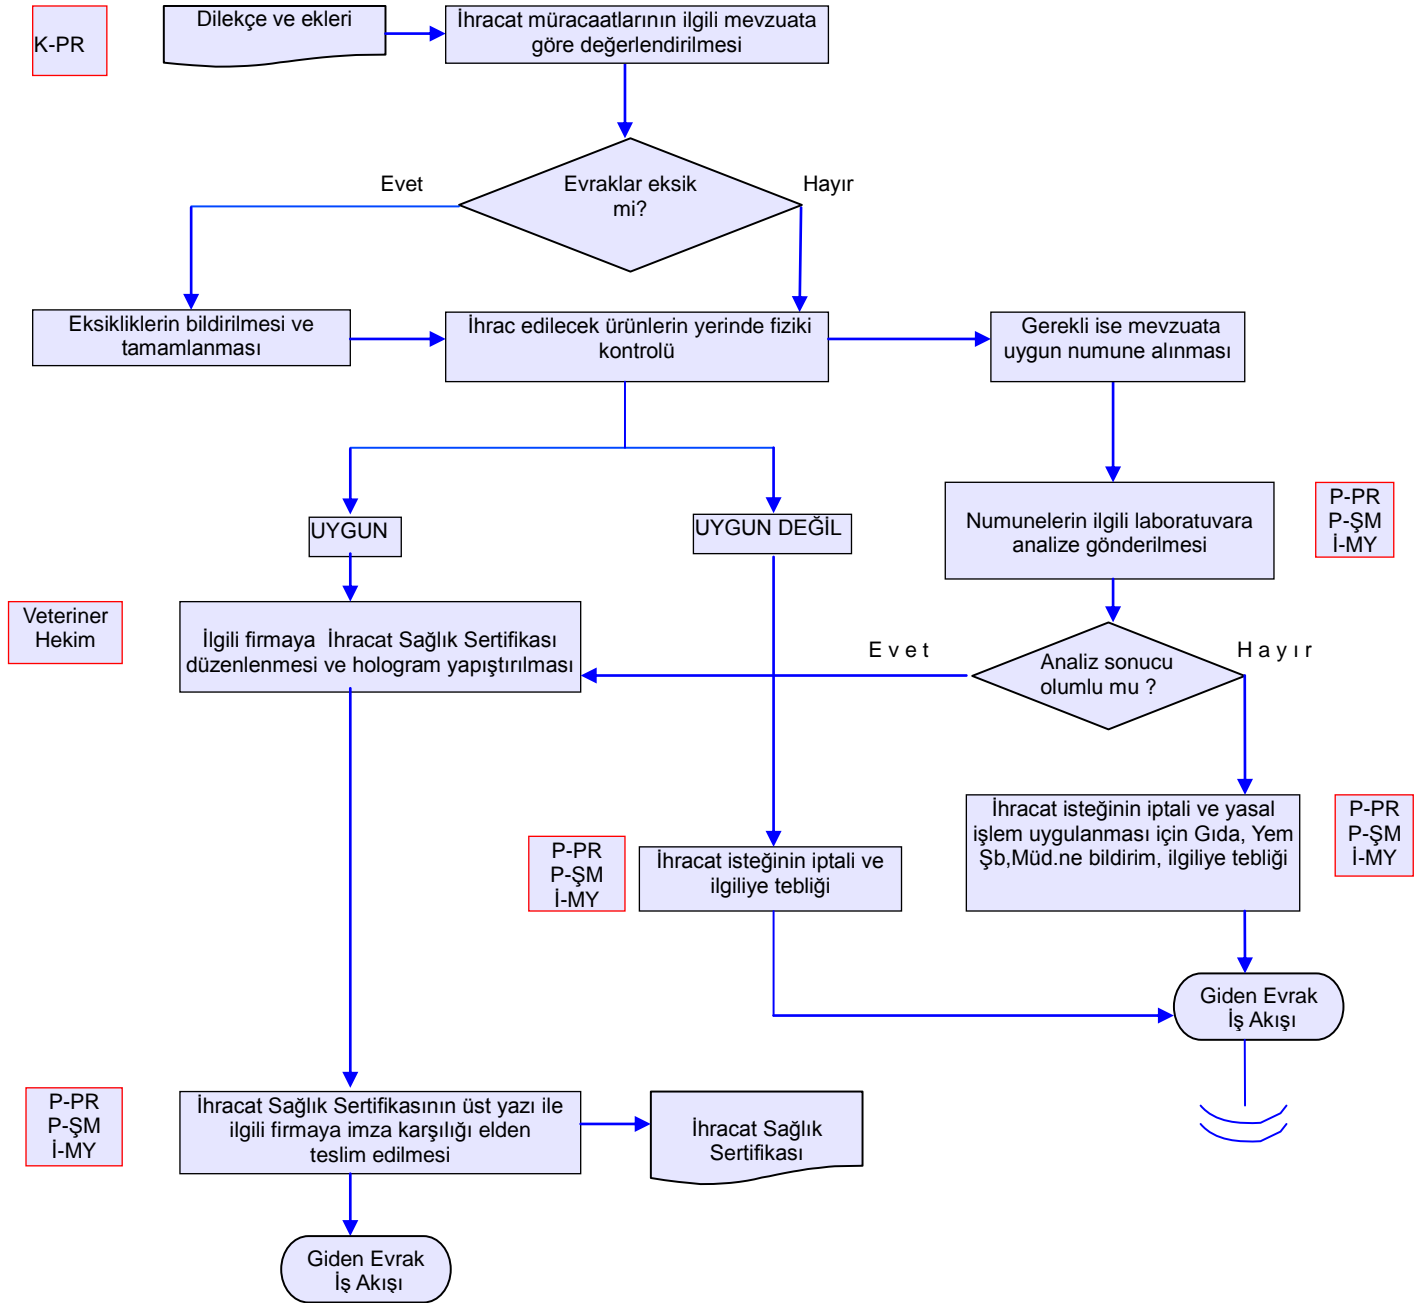 K-PR
Dilekçe ve ekleri
İhracat müracaatlarının ilgili mevzuata
göre değerlendirilmesi
Evet
Evraklar eksik
mi?
Hayır
Eksikliklerin bildirilmesi ve
tamamlanması
İhrac edilecek ürünlerin yerinde fiziki
kontrolü
Gerekli ise mevzuata
uygun numune alınması
UYGUN
UYGUN DEĞİL
Numunelerin ilgili laboratuvara
analize gönderilmesi
P-PR
P-ŞM
İ-MY
Veteriner
Hekim
İlgili firmaya İhracat Sağlık Sertifikası
düzenlenmesi ve hologram yapıştırılması
E v e t
Analiz sonucu
olumlu mu ?
H a y ı r
P-PR
P-ŞM
İ-MY
İhracat isteğinin iptali ve
ilgiliye tebliği
İhracat isteğinin iptali ve yasal
işlem uygulanması için Gıda, Yem
Şb,Müd.ne bildirim, ilgiliye tebliği
P-PR
P-ŞM
İ-MY
Giden Evrak
İş Akışı
P-PR
P-ŞM
İ-MY
İhracat Sağlık Sertifikasının üst yazı ile
ilgili firmaya imza karşılığı elden
teslim edilmesi
İhracat Sağlık
Sertifikası
Giden Evrak
İş Akışı